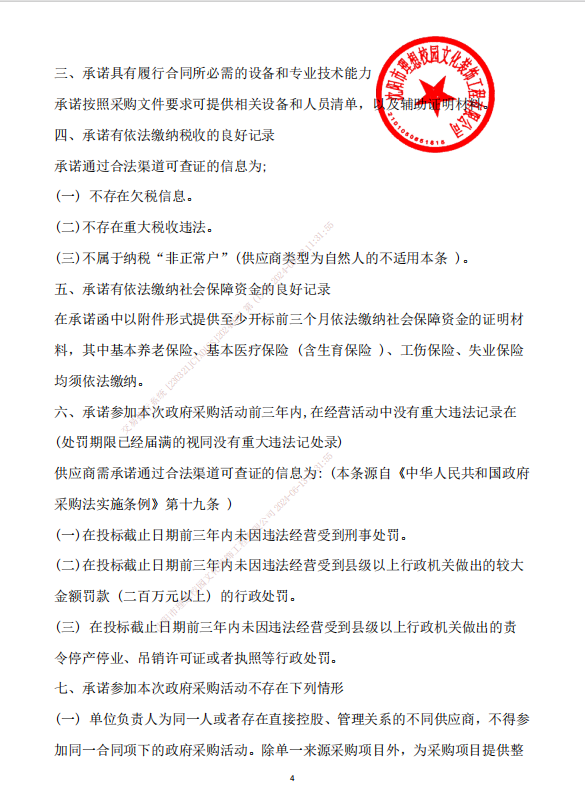 三、承诺具有履行合同所必需的设备和专业技术能力
承诺按照采购文件要求可提供相关设备和人员清单，以及辅助证明材料。
沈阳市理想校园文化装饰工程有限公司
四、承诺有依法缴纳税收的良好记录
承诺通过合法渠道可查证的信息为;
(一) 不存在欠税信息。
(二)不存在重大税收违法。
(三)不属于纳税“非正常户”(供应商类型为自然人的不适用本条 )。
五、承诺有依法缴纳社会保障资金的良好记录
在承诺函中以附件形式提供至少开标前三个月依法缴纳社会保障资金的证明材
料，其中基本养老保险、基本医疗保险 (含生育保险 )、工伤保险、失业保险
均须依法缴纳。
六、承诺参加本次政府采购活动前三年内,在经营活动中没有重大违法记录在
(处罚期限已经届满的视同没有重大违法记处录)
供应商需承诺通过合法渠道可查证的信息为: (本条源自《中华人民共和国政府
采购法实施条例》第十九条 )
(一)在投标截止日期前三年内未因违法经营受到刑事处罚。
(二)在投标截止日期前三年内未因违法经营受到县级以上行政机关做出的较大
金额罚款 (二百万元以上) 的行政处罚。
(三) 在投标截止日期前三年内未因违法经营受到县级以上行政机关做出的责
令停产停业、吊销许可证或者执照等行政处罚。
七、承诺参加本次政府采购活动不存在下列情形
(一) 单位负责人为同一人或者存在直接控股、管理关系的不同供应商，不得参
加同一合同项下的政府采购活动。除单一来源采购项目外，为采购项目提供整
4